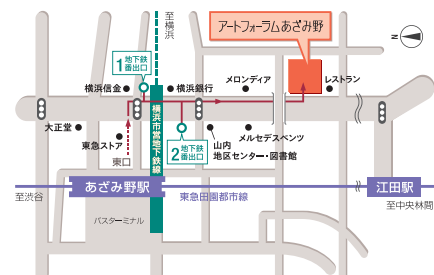 至横浜
アートフォーラムあざみ野
N
1 地下鉄
番出口
横浜信金
横浜銀行
メロンディア
レストラン
大正堂
東急ストア
東口
横浜市営地下鉄線
2 地下鉄
番出口
山内
地区センター・図書館
メルセデスベンツ
至渋谷
あざみ野駅
東急田園都市線
江田駅
至中央林間
バスターミナル